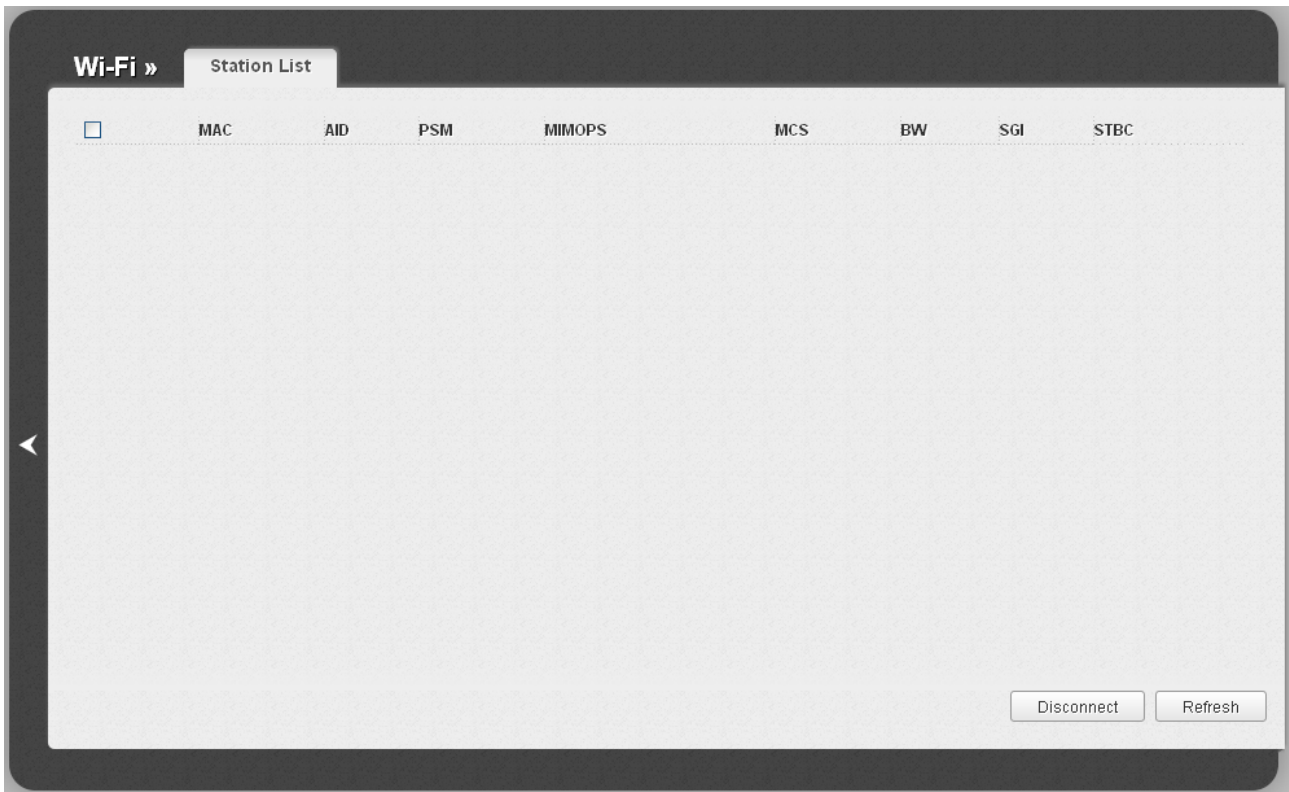 Wi-Fi » Station List
MAC AID PSM MIMOPS MCS BW SGI STBC
Disconnect Refresh